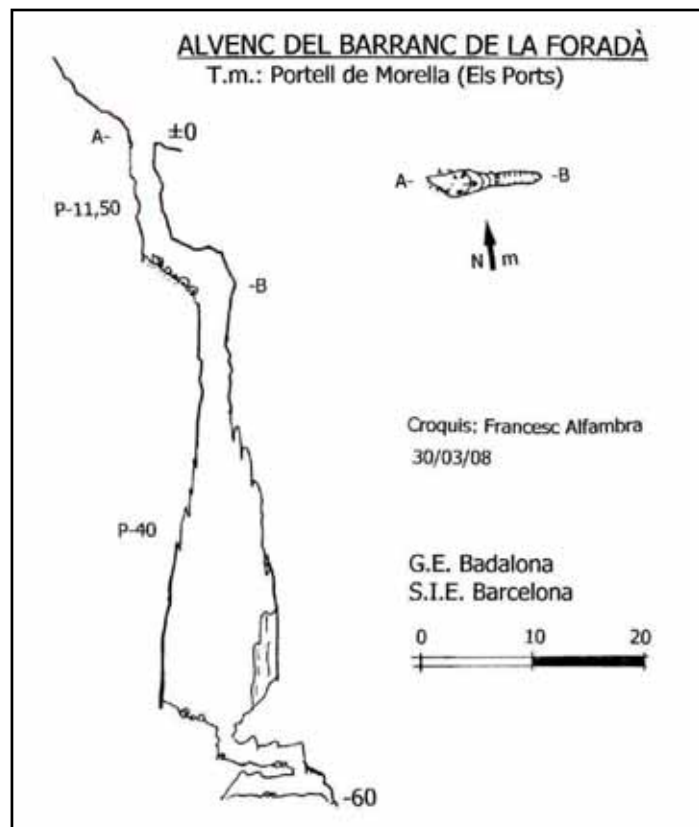 ALVENC DEL BARRANC DE LA FORADÀ
T.m.: Portell de Morella (Els Ports)
A-
±0
A-
-B
P-11,50
N m
-B
Croquis: Francesc Alfambra
30/03/08
P-40
G.E. Badalona
S.I.E. Barcelona
0 10 20
-60